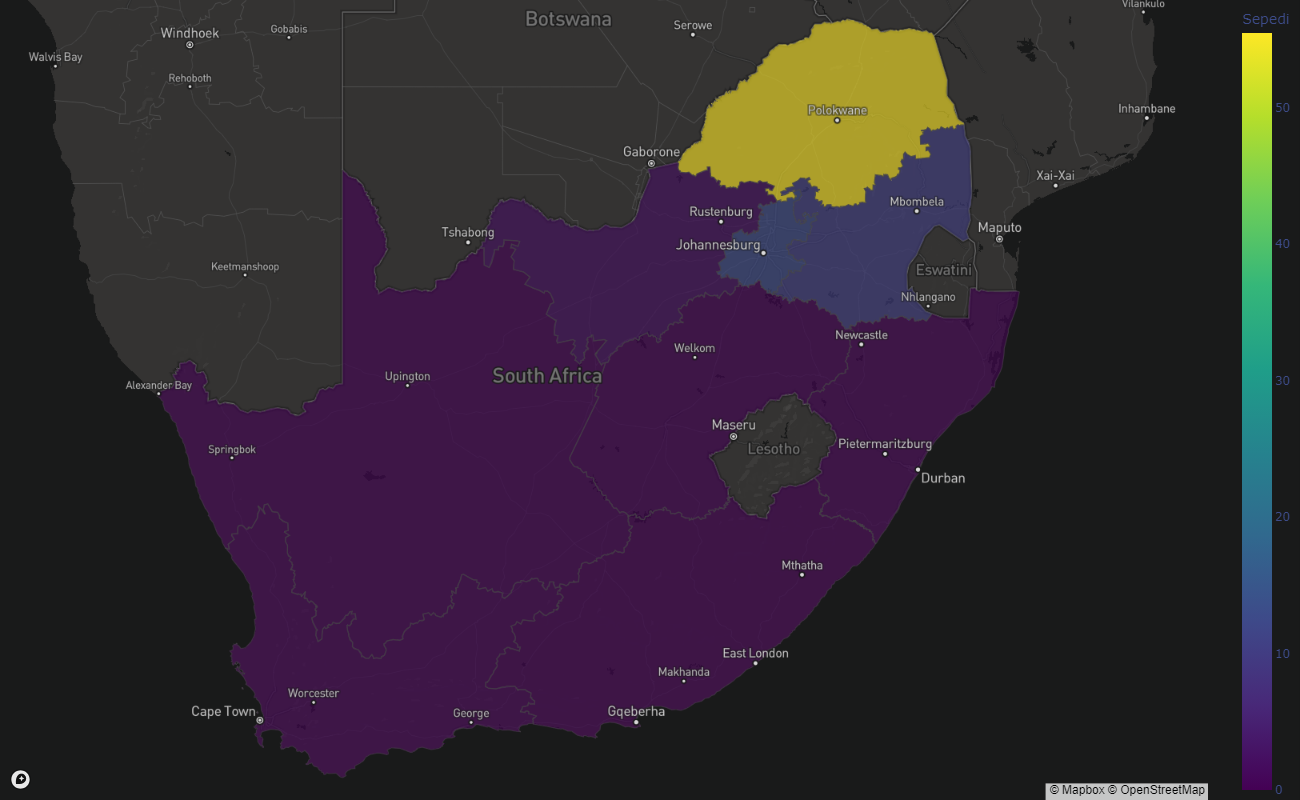 Vilankulo
Botswana
Sepedi
Serowe
Gobabis
Windhoek
Walvis Bay
Rehoboth
50
Inhambane
Polokwane
Gaborone
Xai-Xai
Mbombela
Rustenburg
Maputo
Tshabong
40
Johannesburg
Keetmanshoop
Eswatini
Nhlangano
Newcastle
Welkom
South Africa
Upington
30
Alexander Bay
Maseru
Pietermaritzburg
Springbok
Lesotho
Durban
20
Mthatha
East London
10
Makhanda
Worcester
Cape Town
George
Gqeberha
0
© Mapbox © OpenStreetMap